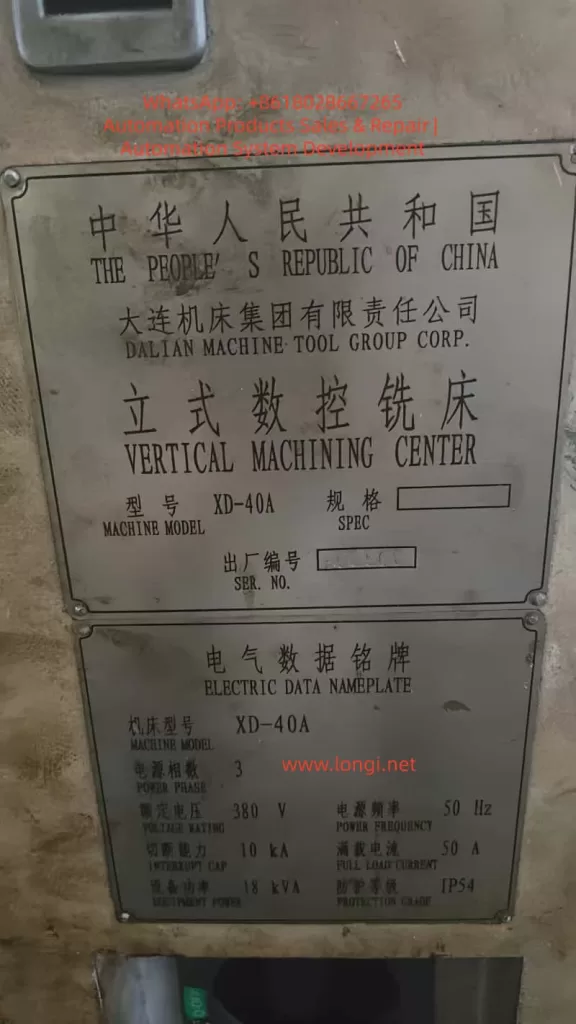 WhatsApp: +8618028667265
Automation Products Sales & Repair|
Automation System Development
中华人民共和国
THE PEOPLE'S REPUBLIC OF CHINA
大连机床集团有限责任公司
DALIAN MACHINE TOOL GROUP CORP.
立式数控铣床
VERTICAL MACHINING CENTER
型号 XD-40A 规格
MACHINE MODEL SPEC
出厂编号
SER. NO.
电气数据铭牌
ELECTRIC DATA NAMEPLATE
机床型号 XD-40A
MACHINE MODEL
电源相数 3
POWER PHASE
www.longi.net
额定电压 380 V 电源频率 50 Hz
VOLTAGE RATING POWER FREQUENCY
切断能力 10 kA 满载电流 50 A
INTERRUPT CAP FULL LOAD CURRENT
设备功率 18 kVA 防护等级 IP54
EQUIPMENT POWER PROTECTION GRADE